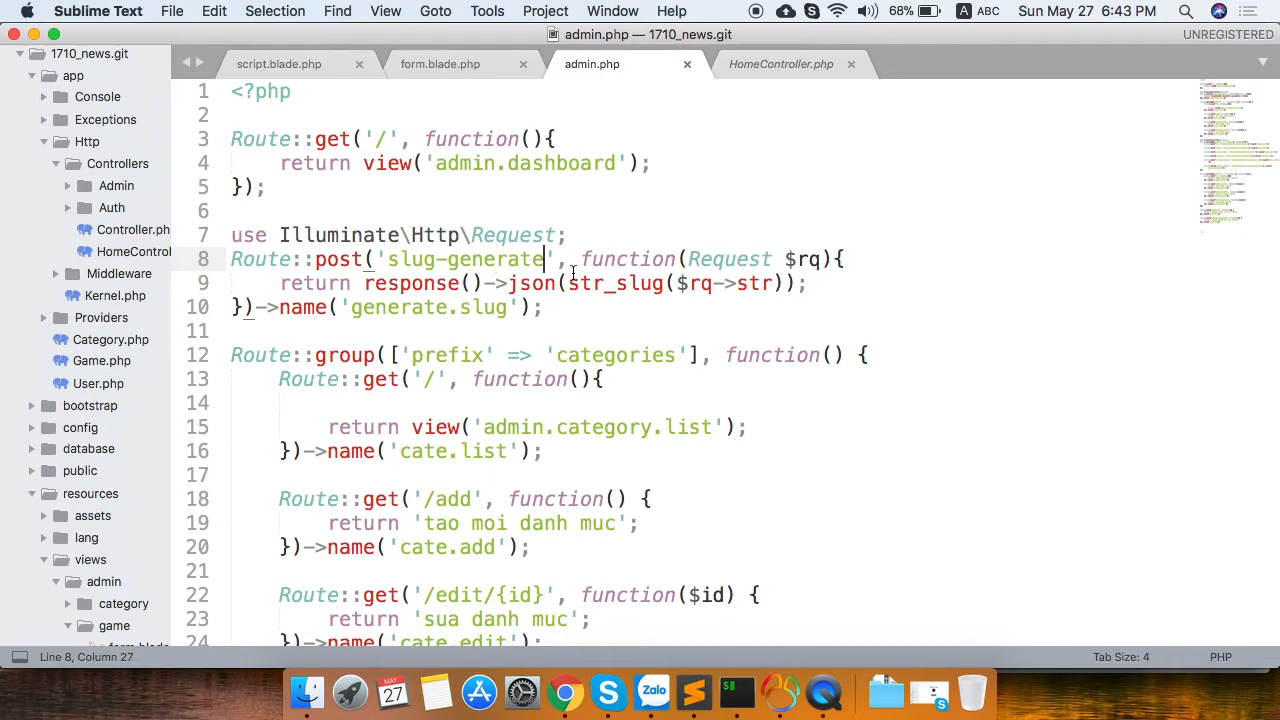 Sublime Text File Edit Selection Find View Goto Tools Project Window Help 68% A ABC Sun May 27 6:43 PM
admin.php — 1710_news.git UNREGISTERED
script.blade.php form.blade.php admin.php HomeController.php
1710_news.git
app
Console
Exceptions
Http
Controllers
Admin
Auth
Controller.ph
HomeControl
Middleware
Kernel.php
Providers
Category.php
Game.php
User.php
bootstrap
config
database
public
resources
assets
lang
views
admin
category
game
1 <?php
2
3 Route::get('/', function(){
4 return view('admin.dashboard');
5 });
6
7 use Illuminate\Http\Request;
8 Route::post('slug-generate', function(Request $rq){
9 return response()->json(str_slug($rq->str));
10 })->name('generate.slug');
11
12 Route::group(['prefix' => 'categories'], function() {
13 Route::get('/', function(){
14
15 return view('admin.category.list');
16 })->name('cate.list');
17
18 Route::get('/add', function() {
19 return 'tao moi danh muc';
20 })->name('cate.add');
21
22 Route::get('/edit/{id}', function($id) {
23 return 'sua danh muc';
24 })->name('cate.edit');
Line 8, Column 27 Tab Size: 4 PHP
MAY
27
Zalo